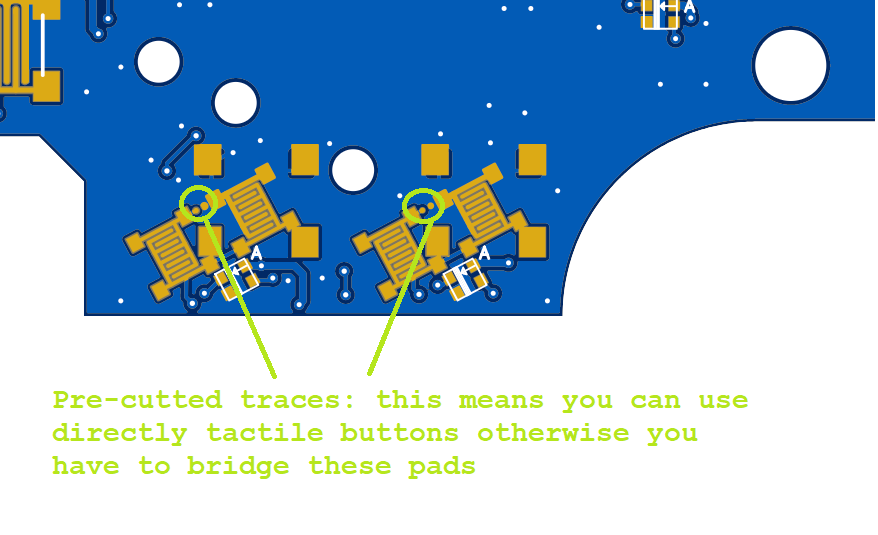 A
A
A
Pre-cutted traces: this means you can use
directly tactile buttons otherwise you
have to bridge these pads